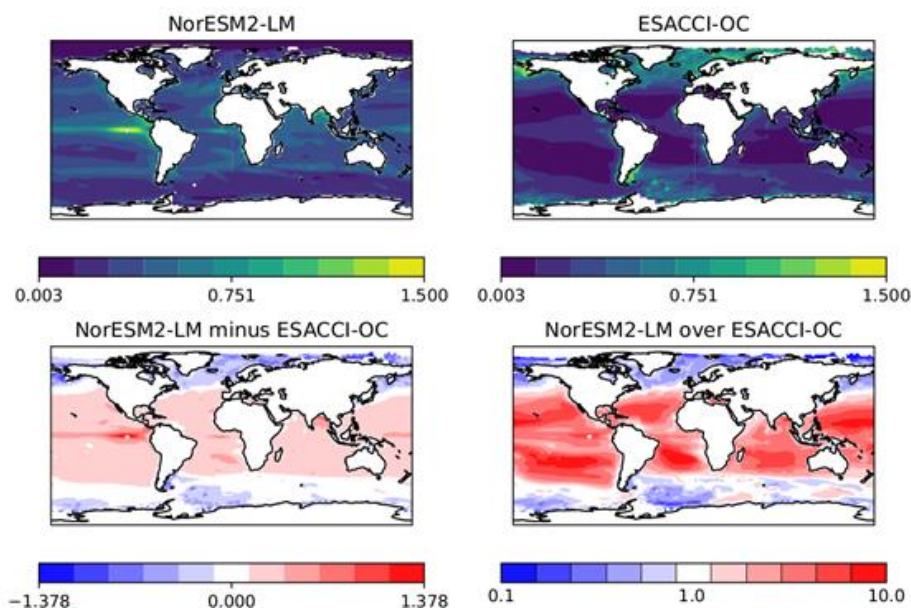 NorESM2-LM
ESACCI-OC
0.003 0.751 1.500
0.003 0.751 1.500
NorESM2-LM minus ESACCI-OC
NorESM2-LM over ESACCI-OC
−1.378 0.000 1.378
0.1 1.0 10.0